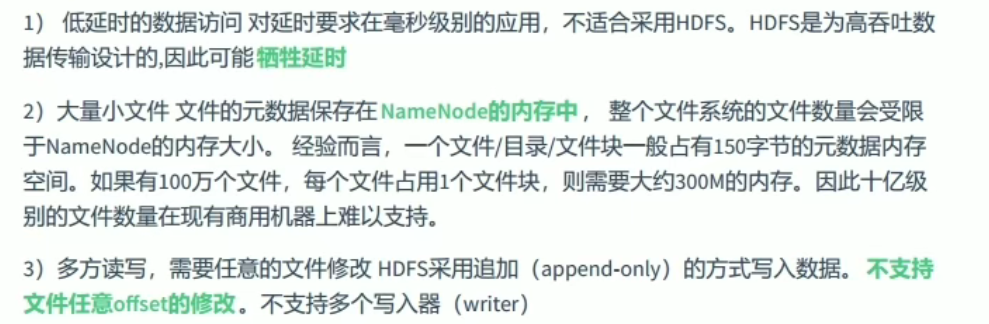 1） 低延时的数据访问 对延时要求在毫秒级别的应用，不适合采用HDFS。HDFS是为高吞吐数
据传输设计的,因此可能牺牲延时
2）大量小文件 文件的元数据保存在NameNode的内存中， 整个文件系统的文件数量会受限
于NameNode的内存大小。 经验而言，一个文件/目录/文件块一般占有150字节的元数据内存
空间。如果有100万个文件，每个文件占用1个文件块，则需要大约300M的内存。因此十亿级
别的文件数量在现有商用机器上难以支持。
3）多方读写，需要任意的文件修改 HDFS采用追加（append-only）的方式写入数据。不支持
文件任意offset的修改。不支持多个写入器（writer）